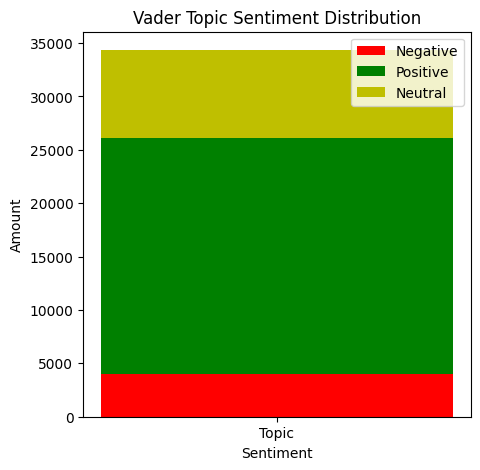 Vader Topic Sentiment Distribution
Negative
Positive
Neutral
35000
30000
25000
20000
15000
10000
5000
0
Amount
Topic
Sentiment